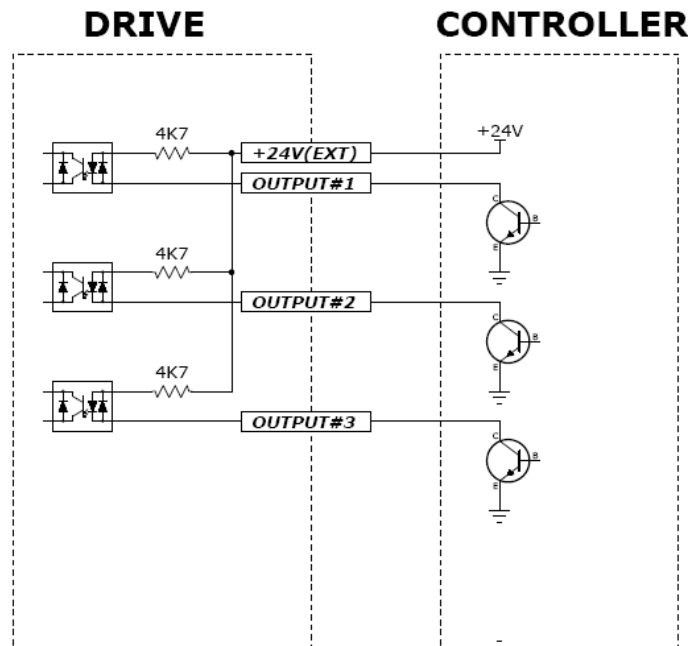 DRIVE CONTROLLER
4K7 +24V
+24V(EXT)
OUTPUT#1
C
B
E
4K7
OUTPUT#2
C
B
E
4K7
OUTPUT#3
C
B
E